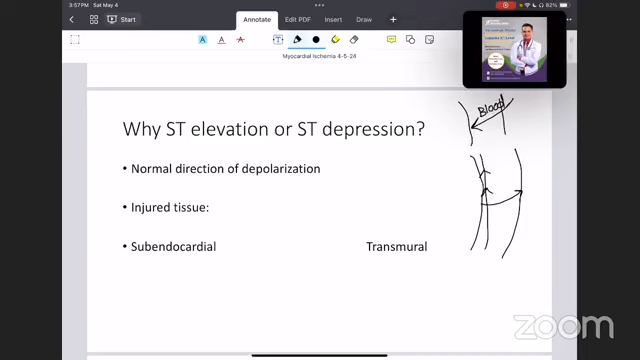 3:57 PM Sat May 4
82%
Start
Annotate
Edit PDF
Insert
Draw
Myocardial Ischemia 4-5-24
Why ST elevation or ST depression?
Blood
• Normal direction of depolarization
• Injured tissue:
• Subendocardial
Transmural
zoom